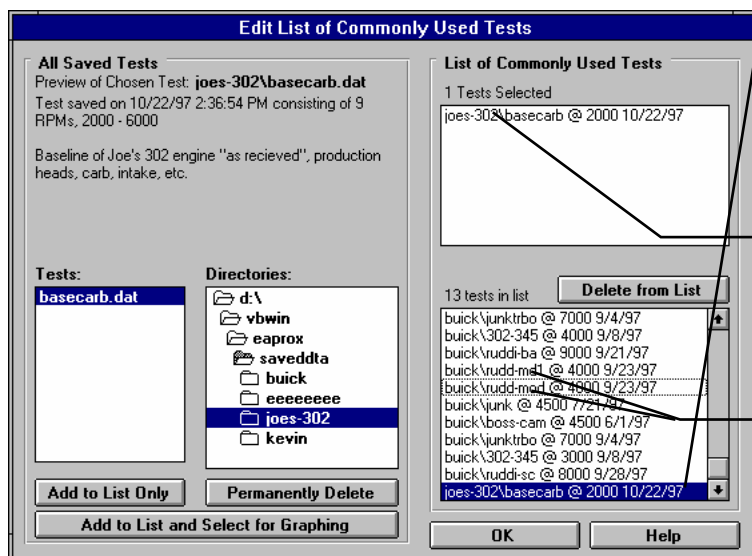 Edit List of Commonly Used Tests
All Saved Tests
Preview of Chosen Test: joes-302\basecarb.dat
Test saved on 10/22/97 2:36:54 PM consisting of 9
RPMs, 2000 - 6000
Baseline of Joe's 302 engine "as recieved", production
heads, carb, intake, etc.
Tests:
basecarb.dat
Directories:
d:\
vbwin
eaprox
saveddta
buick
eeeeeeee
joes-302
kevin
Add to List Only
Permanently Delete
Add to List and Select for Graphing
List of Commonly Used Tests
1 Tests Selected
joes-302\basecarb @ 2000 10/22/97
13 tests in list
Delete from List
buick\junktrbo @ 7000 9/4/97
buick\302-345 @ 4000 9/8/97
buick\ruddi-ba @ 9000 9/21/97
buick\rudd-md1 @ 4000 9/23/97
buick\rudd-mod @ 4000 9/23/97
buick\junk @ 4500 7/21/97
buick\boss-cam @ 4500 6/1/97
buick\junktrbo @ 7000 9/4/97
buick\302-345 @ 3000 9/8/97
buick\ruddi-sc @ 8000 9/28/97
joes-302\basecarb @ 2000 10/22/97
OK
Help